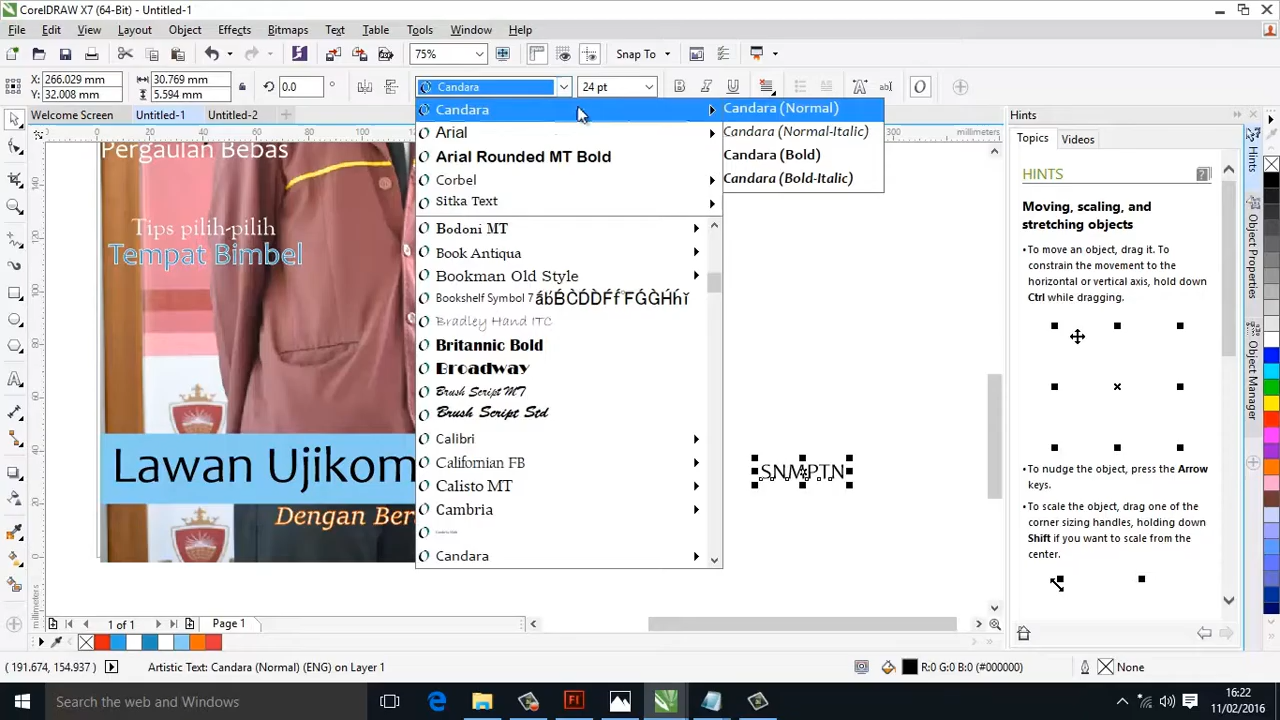 CorelDRAW X7 (64-Bit) - Untitled-1
File Edit View Layout Object Effects Bitmaps Text Table Tools Window Help
75% Snap To
X: 266.029 mm 30.769 mm 0.0 Candara 24 pt
Y: 32.008 mm 5.594 mm
Welcome Screen Untitled-1 Untitled-2
0 millimeters
Pergaulan Bebas
Tips pilih-pilih
Tempat Bimbel
Lawan Ujikom
Dengan Ber
SNMPTN
Candara
Arial
Arial Rounded MT Bold
Corbel
Sitka Text
Bodoni MT
Book Antiqua
Bookman Old Style
Bookshelf Symbol 7
Bradley Hand ITC
Britannic Bold
Broadway
Brush Script MT
Brush Script Std
Calibri
Californian FB
Calisto MT
Cambria
Candara
Candara (Normal)
Candara (Normal-Italic)
Candara (Bold)
Candara (Bold-Italic)
Hints
Topics Videos
HINTS
Moving, scaling, and
stretching objects
• To move an object, drag it. To
constrain the movement to the
horizontal or vertical axis, hold down
Ctrl while dragging.
• To nudge the object, press the Arrow
keys.
• To scale the object, drag one of the
corner sizing handles, holding down
Shift if you want to scale from the
center.
Hints
Object Properties
Object Manager
1 of 1 Page 1
( 191.674, 154.937 ) Artistic Text: Candara (Normal) (ENG) on Layer 1 R:0 G:0 B:0 (#000000) None
Search the web and Windows
16:22
11/02/2016